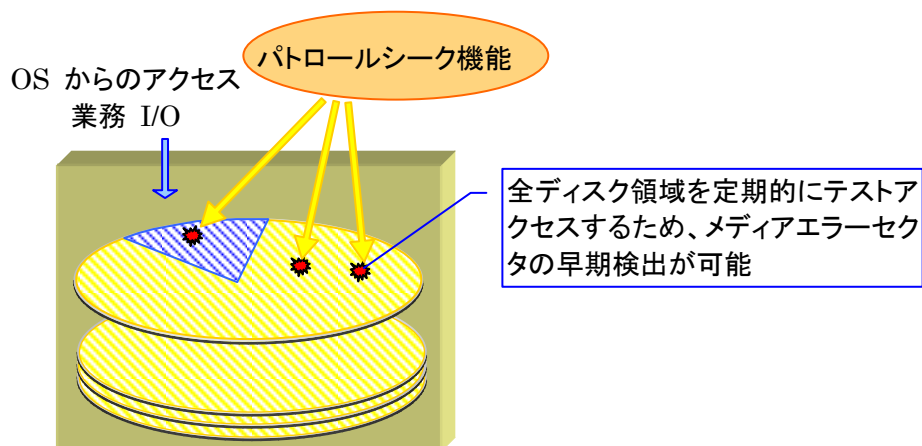 パトロールシーク機能
OS からのアクセス
業務 I/O
全ディスク領域を定期的にテストア
クセスするため、メディアエラーセク
タの早期検出が可能